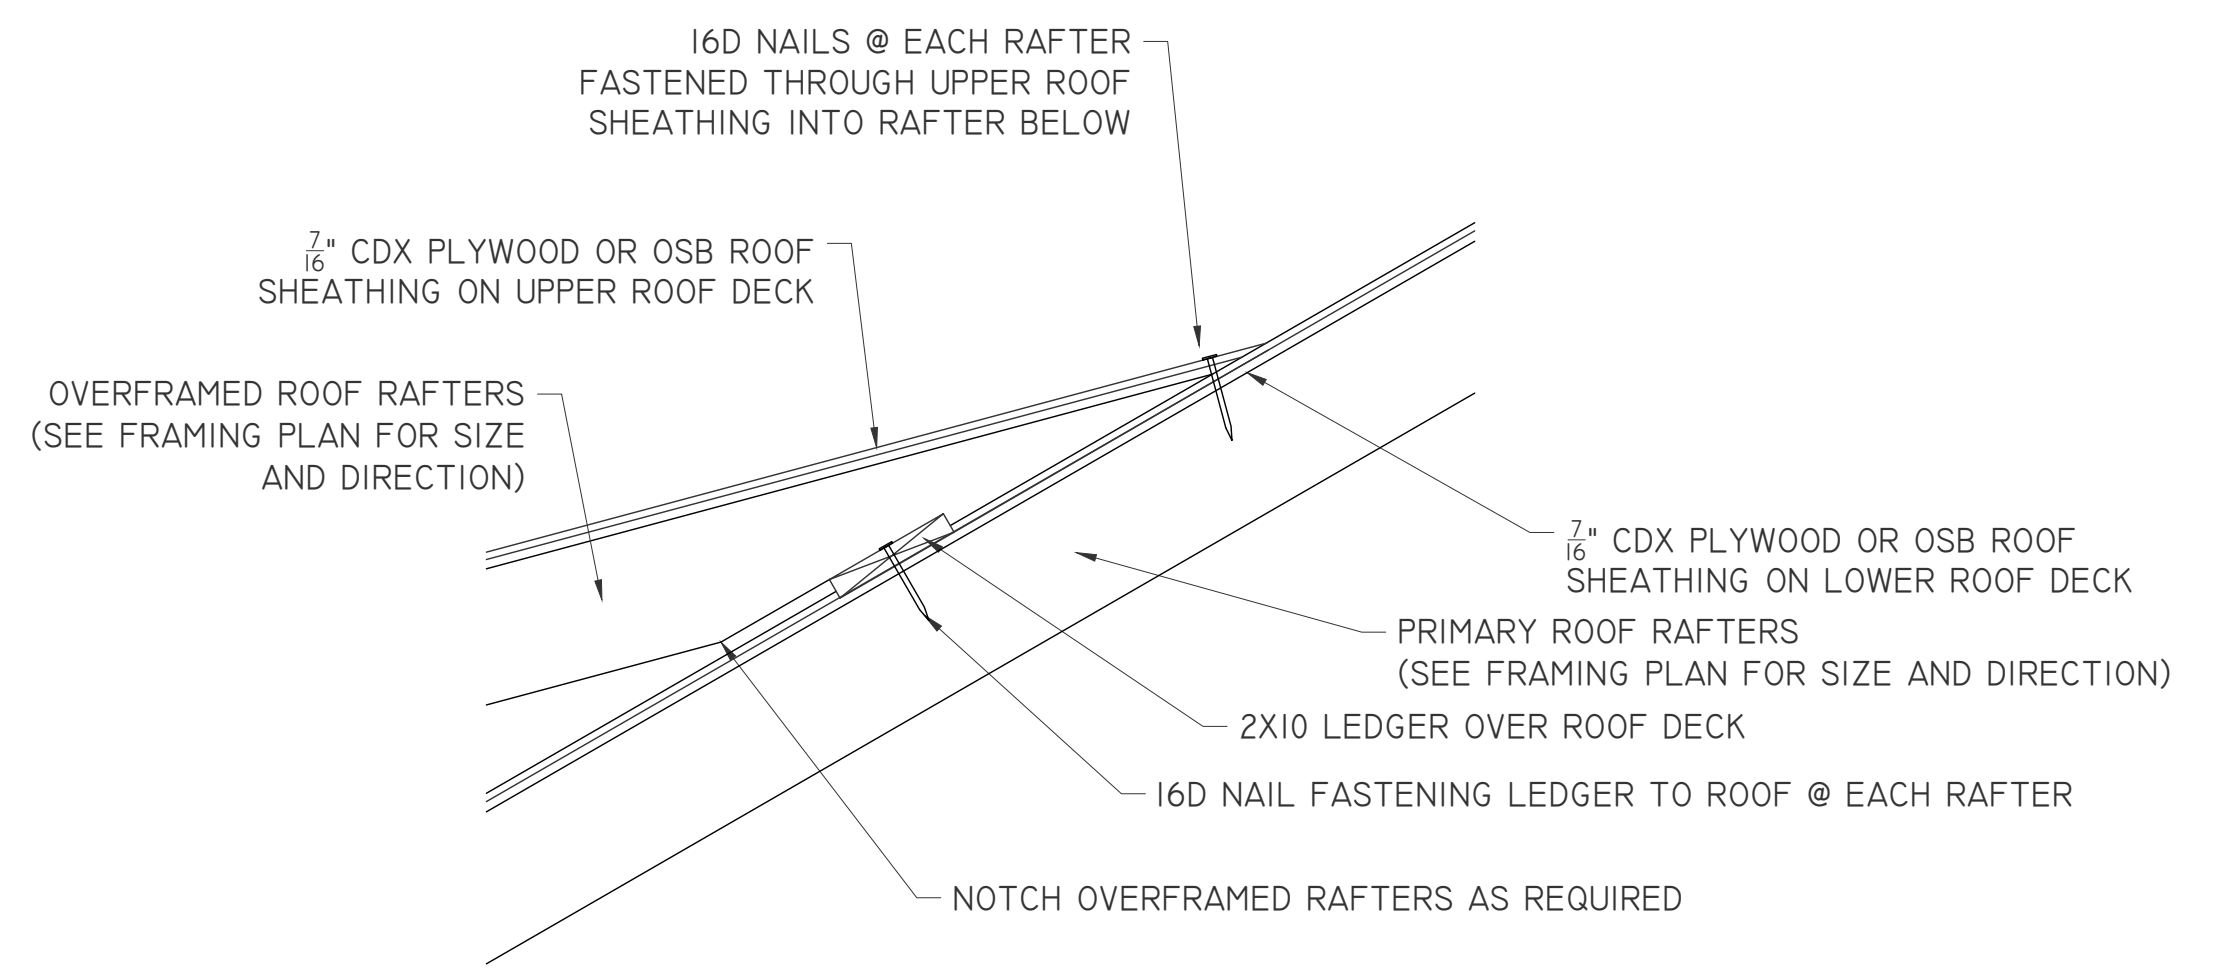 16D NAILS @ EACH RAFTER
FASTENED THROUGH UPPER ROOF
SHEATHING INTO RAFTER BELOW
7/16" CDX PLYWOOD OR OSB ROOF
SHEATHING ON UPPER ROOF DECK
OVERFRAMED ROOF RAFTERS
(SEE FRAMING PLAN FOR SIZE
AND DIRECTION)
7/16" CDX PLYWOOD OR OSB ROOF
SHEATHING ON LOWER ROOF DECK
PRIMARY ROOF RAFTERS
(SEE FRAMING PLAN FOR SIZE AND DIRECTION)
2X10 LEDGER OVER ROOF DECK
16D NAIL FASTENING LEDGER TO ROOF @ EACH RAFTER
NOTCH OVERFRAMED RAFTERS AS REQUIRED